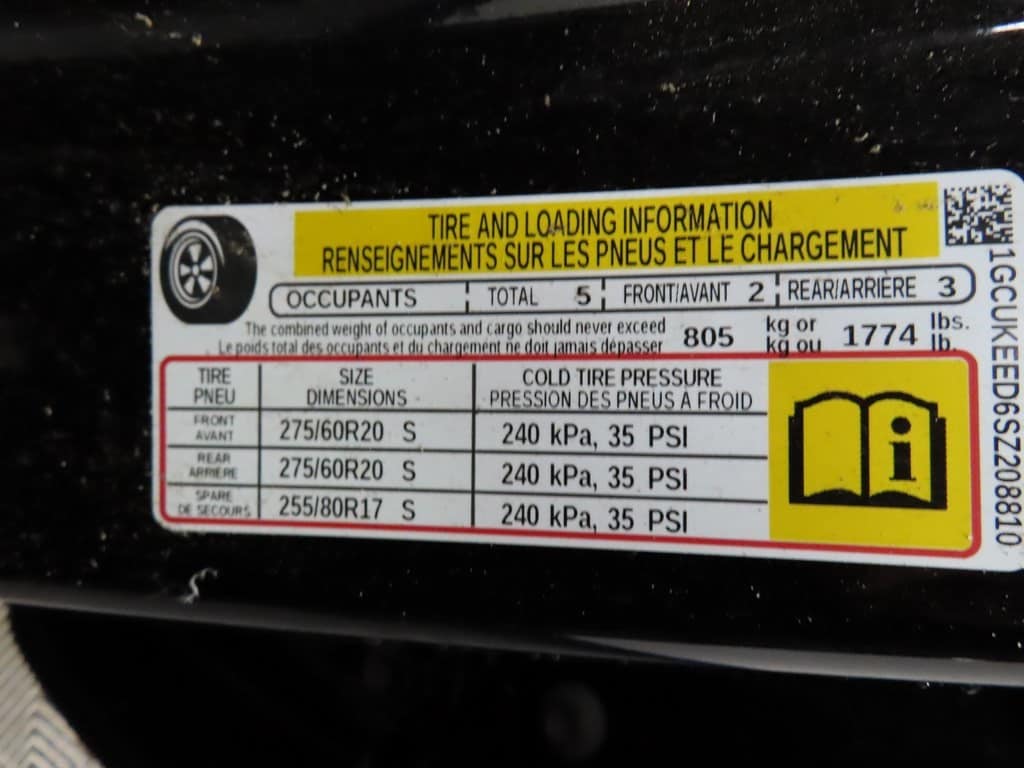 TIRE AND LOADING INFORMATION
RENSEIGNEMENTS SUR LES PNEUS ET LE CHARGEMENT
OCCUPANTS TOTAL 5 FRONT/AVANT 2 REAR/ARRIÈRE 3
The combined weight of occupants and cargo should never exceed 805 kg or 1774 lbs.
Le poids total des occupants et du chargement ne doit jamais dépasser kg ou lb.
TIRE SIZE COLD TIRE PRESSURE
PNEU DIMENSIONS PRESSION DES PNEUS À FROID
FRONT
AVANT 275/60R20 S 240 kPa, 35 PSI
REAR
ARRIÈRE 275/60R20 S 240 kPa, 35 PSI
SPARE
DE SECOURS 255/80R17 S 240 kPa, 35 PSI
i
1GCUKEED6SZ208810